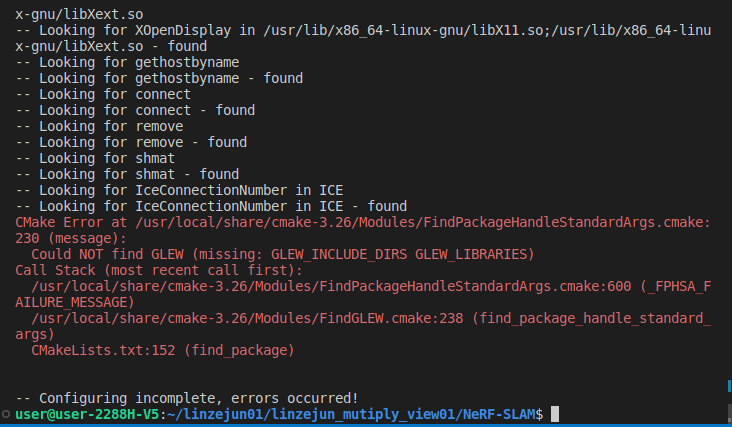 x-gnu/libXext.so
-- Looking for XOpenDisplay in /usr/lib/x86_64-linux-gnu/libX11.so;/usr/lib/x86_64-linu
x-gnu/libXext.so - found
-- Looking for gethostbyname
-- Looking for gethostbyname - found
-- Looking for connect
-- Looking for connect - found
-- Looking for remove
-- Looking for remove - found
-- Looking for shmat
-- Looking for shmat - found
-- Looking for IceConnectionNumber in ICE
-- Looking for IceConnectionNumber in ICE - found
CMake Error at /usr/local/share/cmake-3.26/Modules/FindPackageHandleStandardArgs.cmake:
230 (message):
  Could NOT find GLEW (missing: GLEW_INCLUDE_DIRS GLEW_LIBRARIES)
Call Stack (most recent call first):
  /usr/local/share/cmake-3.26/Modules/FindPackageHandleStandardArgs.cmake:600 (_FPHSA_F
AILURE_MESSAGE)
  /usr/local/share/cmake-3.26/Modules/FindGLEW.cmake:238 (find_package_handle_standard_
args)
  CMakeLists.txt:152 (find_package)
-- Configuring incomplete, errors occurred!
user@user-2288H-V5:~/linzejun01/linzejun_mutiply_view01/NeRF-SLAM$